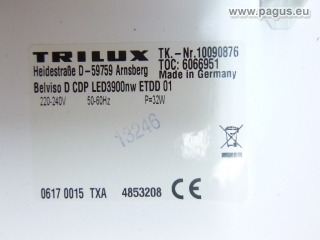 www.pagus.eu
TRILUX TK.-Nr.10090876
Heidestraße D-59759 Arnsberg TOC: 6066951
Made in Germany
Belviso D CDP LED3900nw ETDD 01
220-240V 50-60Hz P=32W
13246
0617 0015 TXA 4853208 CE